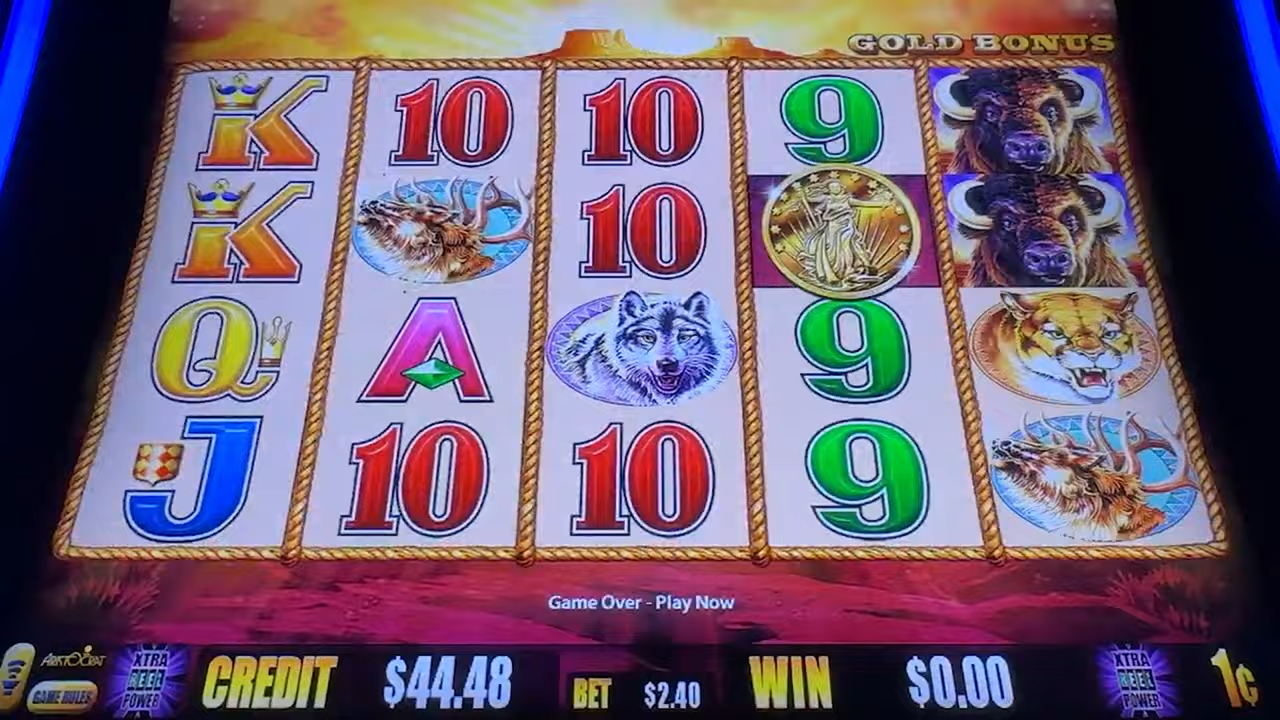 GOLD BONUS
K 10 10 9
K 10
Q A 9
J 10 10 9
Game Over - Play Now
ARISTOCRAT
GAME RULES
XTRA REEL POWER
CREDIT $44.48
BET $2.40
WIN $0.00
XTRA REEL POWER
1¢